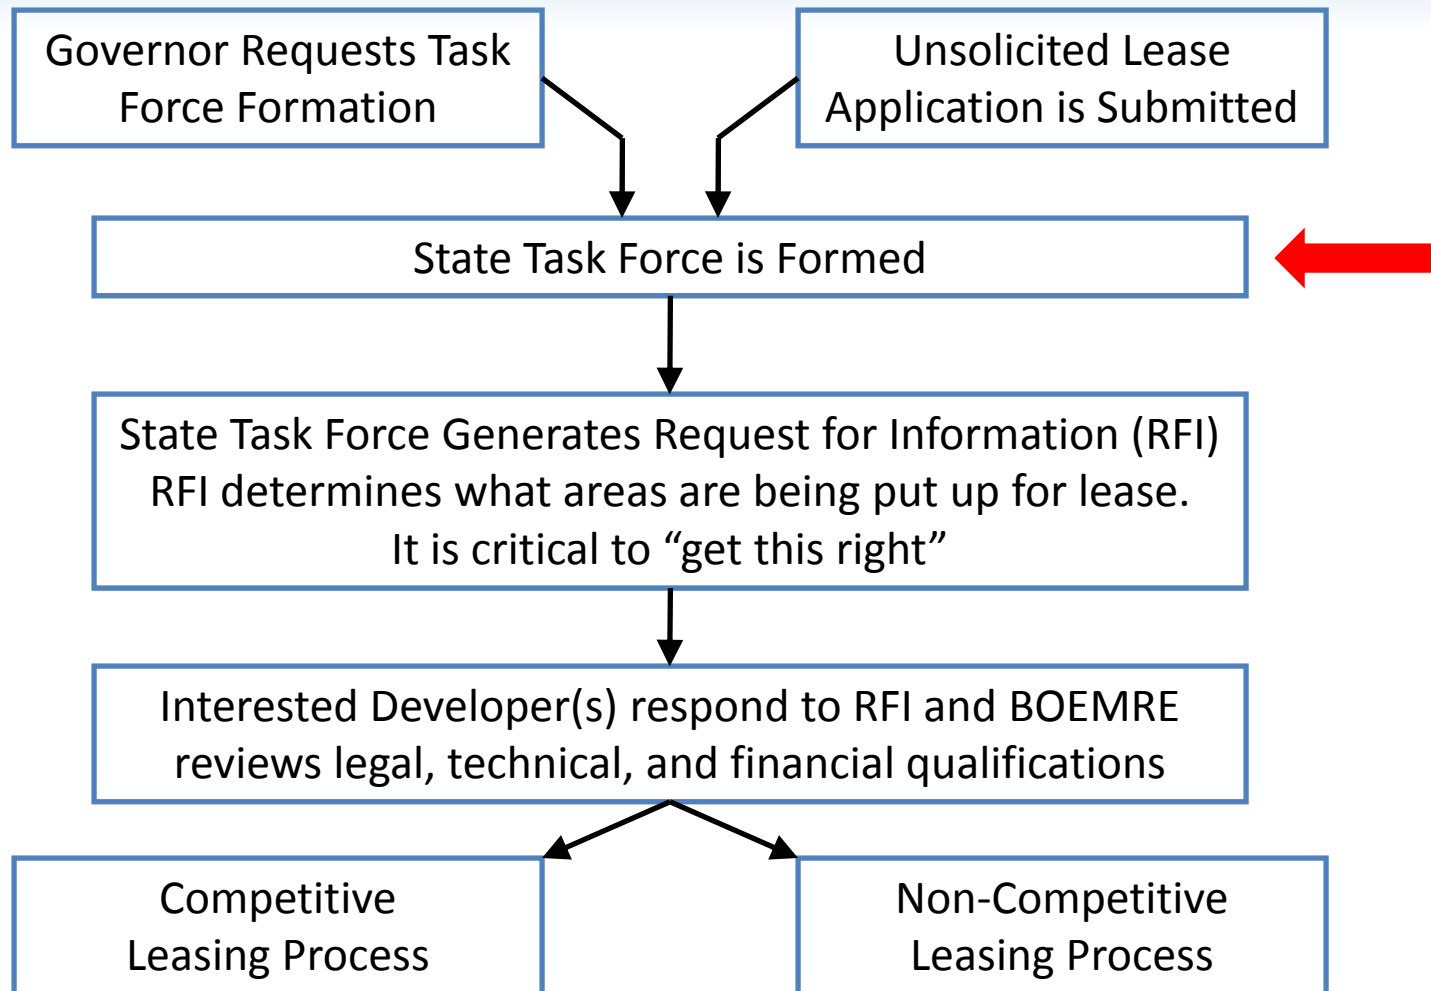 Governor Requests Task
Force Formation
Unsolicited Lease
Application is Submitted
State Task Force is Formed
State Task Force Generates Request for Information (RFI)
RFI determines what areas are being put up for lease.
It is critical to “get this right”
Interested Developer(s) respond to RFI and BOEMRE
reviews legal, technical, and financial qualifications
Competitive
Leasing Process
Non-Competitive
Leasing Process